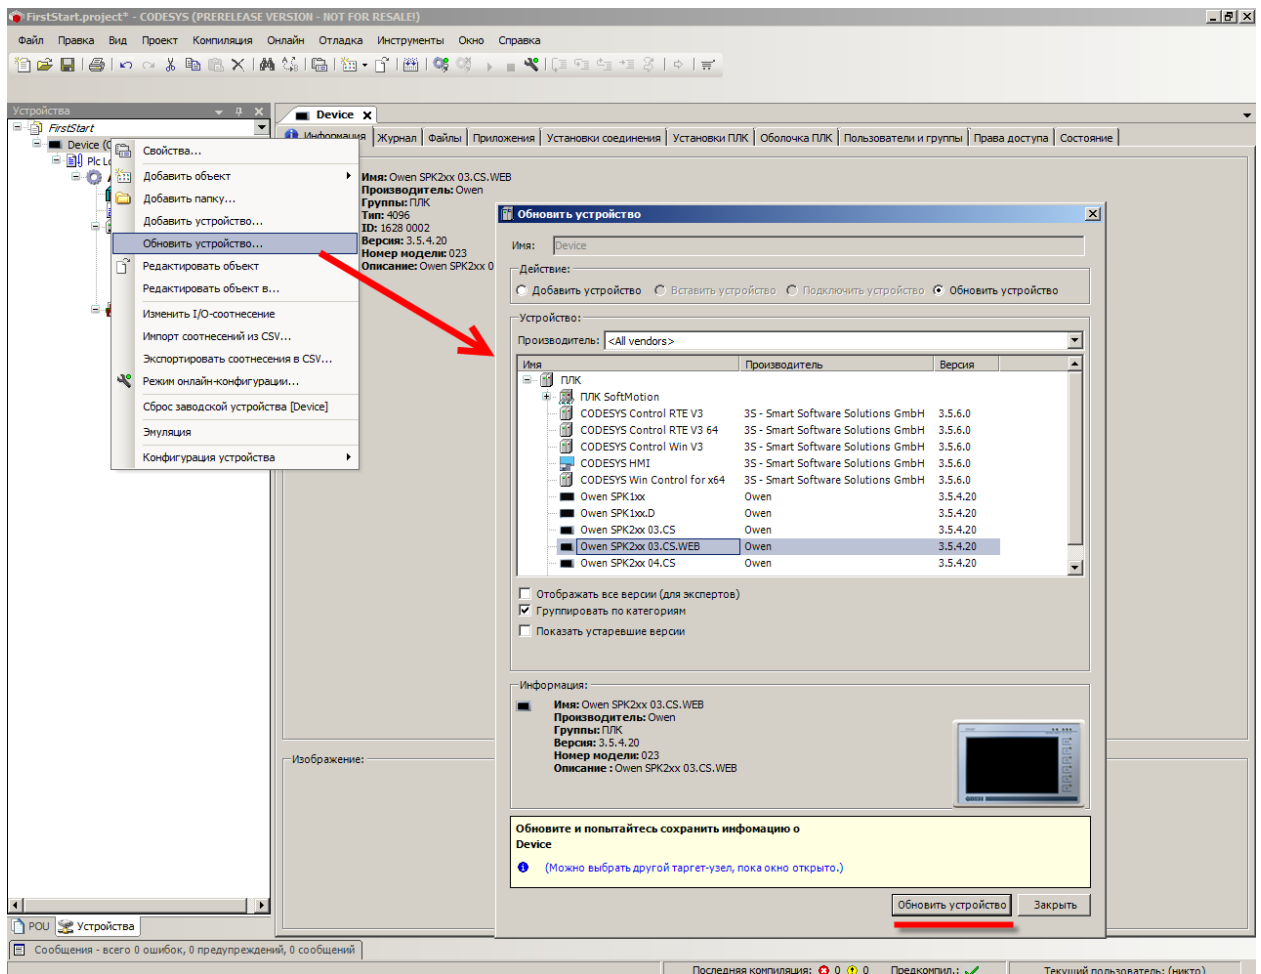 FirstStart.project* - CODESYS (PRERELEASE VERSION - NOT FOR RESALE!)
Файл Правка Вид Проект Компиляция Онлайн Отладка Инструменты Окно Справка
Устройства
FirstStart
Device
Plc
Свойства...
Добавить объект
Добавить папку...
Добавить устройство...
Обновить устройство...
Редактировать объект
Редактировать объект в...
Изменить I/O-соотнесение
Импорт соотнесений из CSV...
Экспортировать соотнесения в CSV...
Режим онлайн-конфигурации...
Сброс заводской устройства [Device]
Эмуляция
Конфигурация устройства
POU Устройства
Device
Информация Журнал Файлы Приложения Установки соединения Установки ПЛК Оболочка ПЛК Пользователи и группы Права доступа Состояние
Имя: Owen SPK2xx 03.CS.WEB
Производитель: Owen
Группы: ПЛК
Тип: 4096
ID: 1628 0002
Версия: 3.5.4.20
Номер модели: 023
Описание: Owen SPK2xx 0
Изображение:
Обновить устройство
Имя: Device
Действие:
Добавить устройство Вставить устройство Подключить устройство Обновить устройство
Устройство:
Производитель: <All vendors>
Имя Производитель Версия
ПЛК
ПЛК SoftMotion
CODESYS Control RTE V3 3S - Smart Software Solutions GmbH 3.5.6.0
CODESYS Control RTE V3 64 3S - Smart Software Solutions GmbH 3.5.6.0
CODESYS Control Win V3 3S - Smart Software Solutions GmbH 3.5.6.0
CODESYS HMI 3S - Smart Software Solutions GmbH 3.5.6.0
CODESYS Win Control for x64 3S - Smart Software Solutions GmbH 3.5.6.0
Owen SPK1xx Owen 3.5.4.20
Owen SPK1xx.D Owen 3.5.4.20
Owen SPK2xx 03.CS Owen 3.5.4.20
Owen SPK2xx 03.CS.WEB Owen 3.5.4.20
Owen SPK2xx 04.CS Owen 3.5.4.20
Отображать все версии (для экспертов)
Группировать по категориям
Показать устаревшие версии
Информация:
Имя: Owen SPK2xx 03.CS.WEB
Производитель: Owen
Группы: ПЛК
Версия: 3.5.4.20
Номер модели: 023
Описание : Owen SPK2xx 03.CS.WEB
Обновите и попытайтесь сохранить инфомацию о
Device
(Можно выбрать другой таргет-узел, пока окно открыто.)
Обновить устройство Закрыть
Сообщения - всего 0 ошибок, 0 предупреждений, 0 сообщений
Последняя компиляция: 0 0 Предкомпил.: Текущий пользователь: (никто)